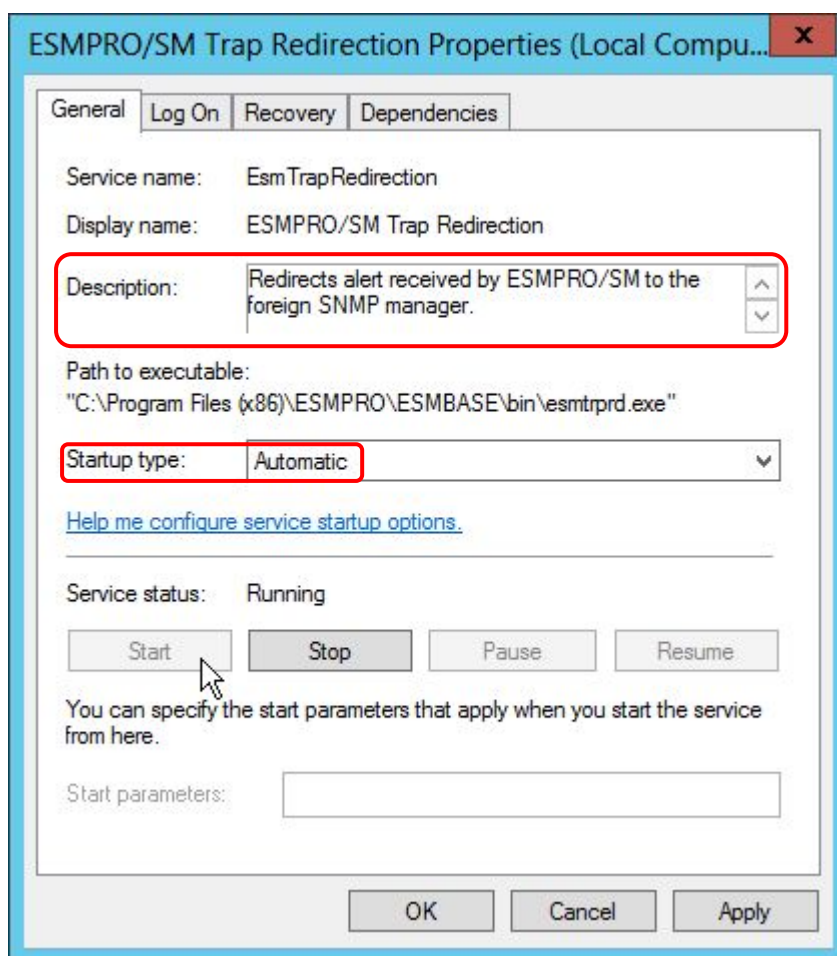 ESMPRO/SM Trap Redirection Properties (Local Compu...
General Log On Recovery Dependencies
Service name: EsmTrapRedirection
Display name: ESMPRO/SM Trap Redirection
Description: Redirects alert received by ESMPRO/SM to the
foreign SNMP manager.
Path to executable:
"C:\Program Files (x86)\ESMPRO\ESMBASE\bin\esmtrprd.exe"
Startup type: Automatic
Help me configure service startup options.
Service status: Running
Start Stop Pause Resume
You can specify the start parameters that apply when you start the service
from here.
Start parameters:
OK Cancel Apply